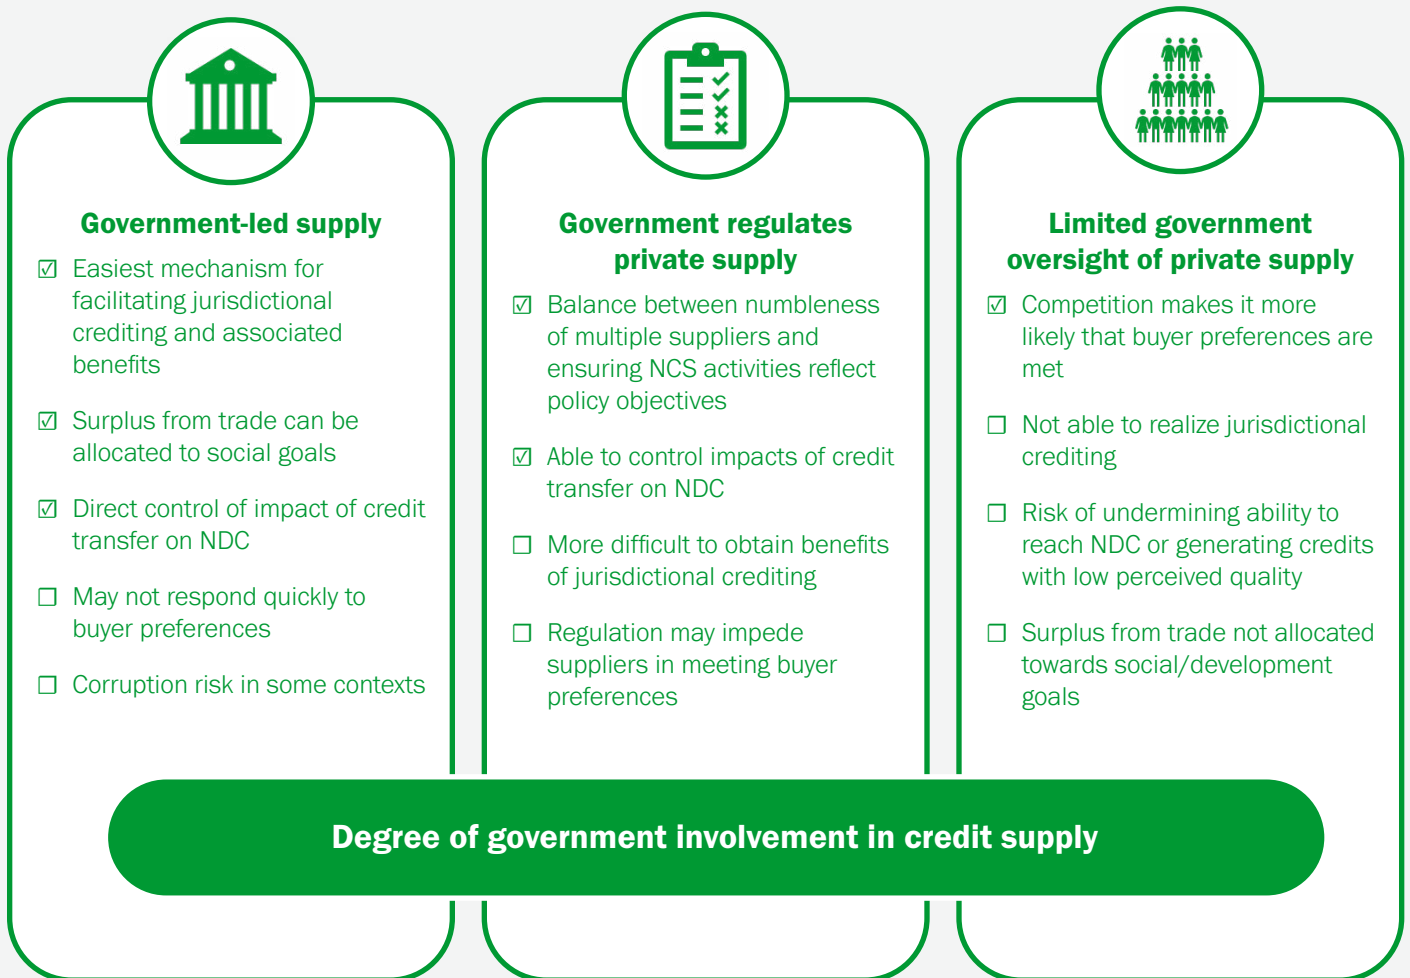 Government-led supply
☑ Easiest mechanism for
facilitating jurisdictional
crediting and associated
benefits
☑ Surplus from trade can be
allocated to social goals
☑ Direct control of impact of credit
transfer on NDC
☐ May not respond quickly to
buyer preferences
☐ Corruption risk in some contexts
Government regulates
private supply
☑ Balance between numbleness
of multiple suppliers and
ensuring NCS activities reflect
policy objectives
☑ Able to control impacts of credit
transfer on NDC
☐ More difficult to obtain benefits
of jurisdictional crediting
☐ Regulation may impede
suppliers in meeting buyer
preferences
Limited government
oversight of private supply
☑ Competition makes it more
likely that buyer preferences are
met
☐ Not able to realize jurisdictional
crediting
☐ Risk of undermining ability to
reach NDC or generating credits
with low perceived quality
☐ Surplus from trade not allocated
towards social/development
goals
Degree of government involvement in credit supply